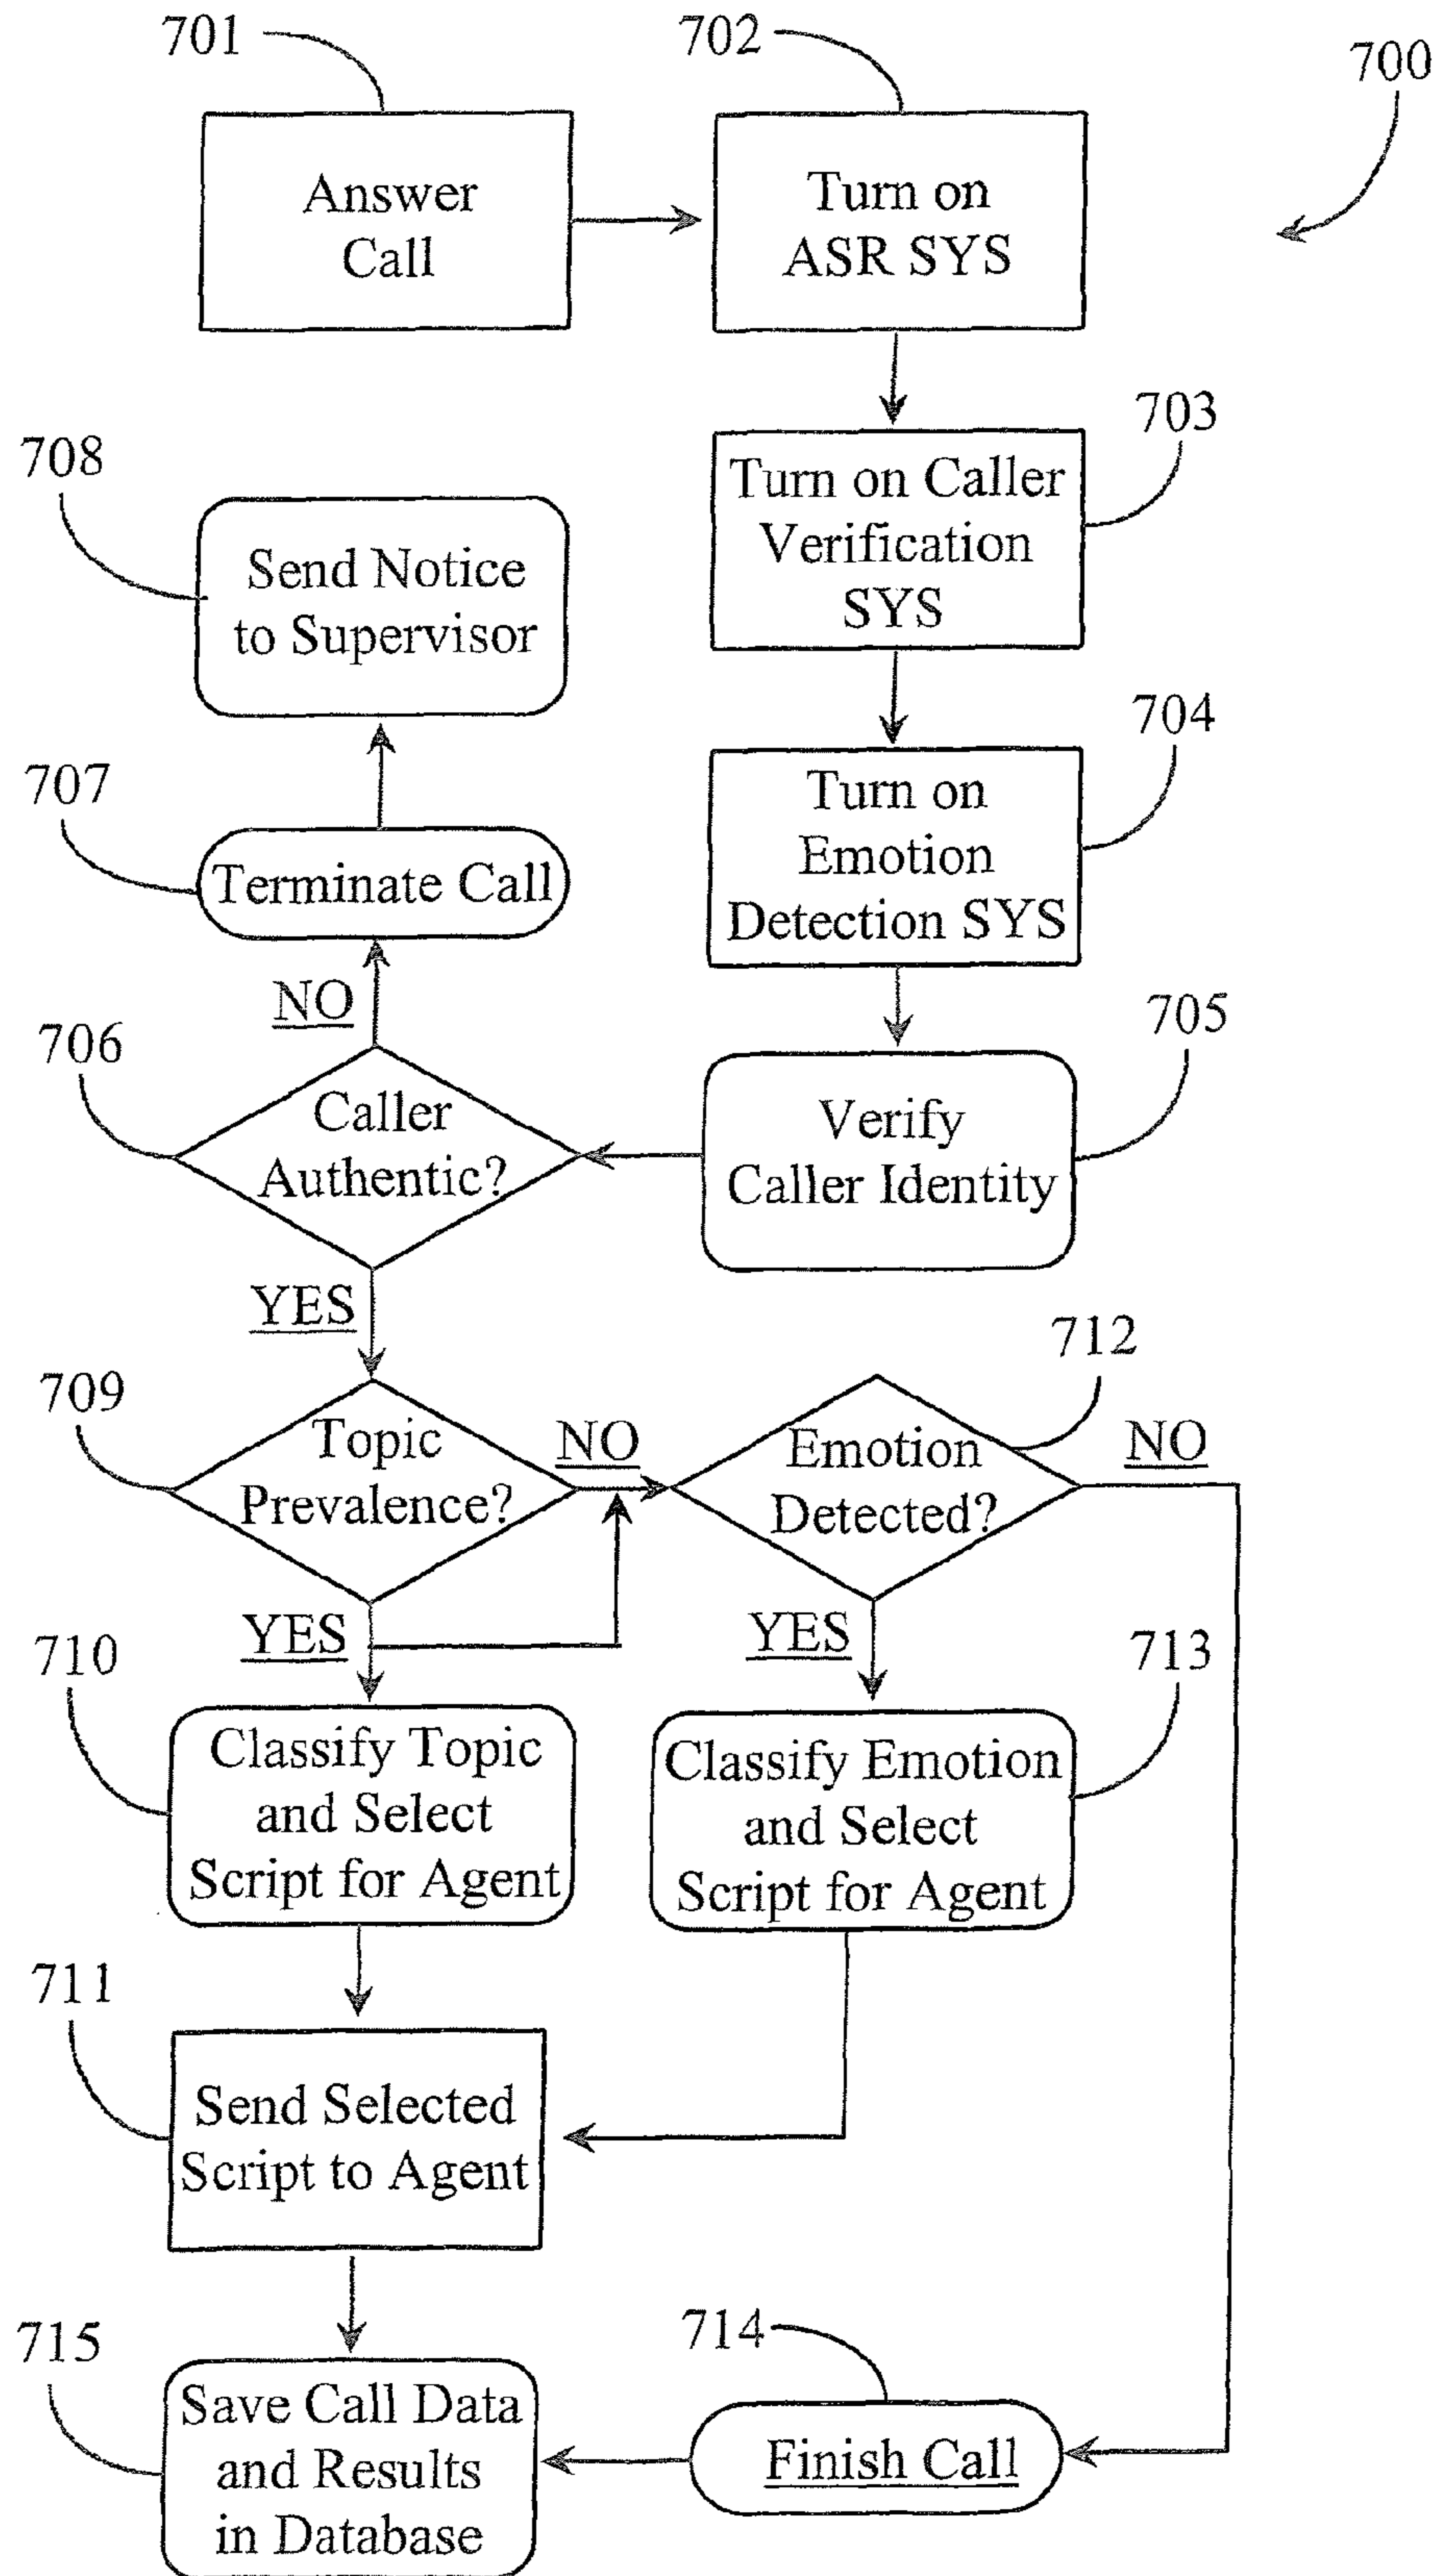 701
702
700
Answer
Call
Turn on
ASR SYS
703
Turn on Caller
Verification
SYS
708
Send Notice
to Supervisor
704
Turn on
Emotion
Detection SYS
707
Terminate Call
NO
705
Verify
Caller Identity
706
Caller
Authentic?
YES
709
Topic
Prevalence?
NO
712
Emotion
Detected?
NO
YES
YES
710
Classify Topic
and Select
Script for Agent
713
Classify Emotion
and Select
Script for Agent
711
Send Selected
Script to Agent
715
Save Call Data
and Results
in Database
714
Finish Call